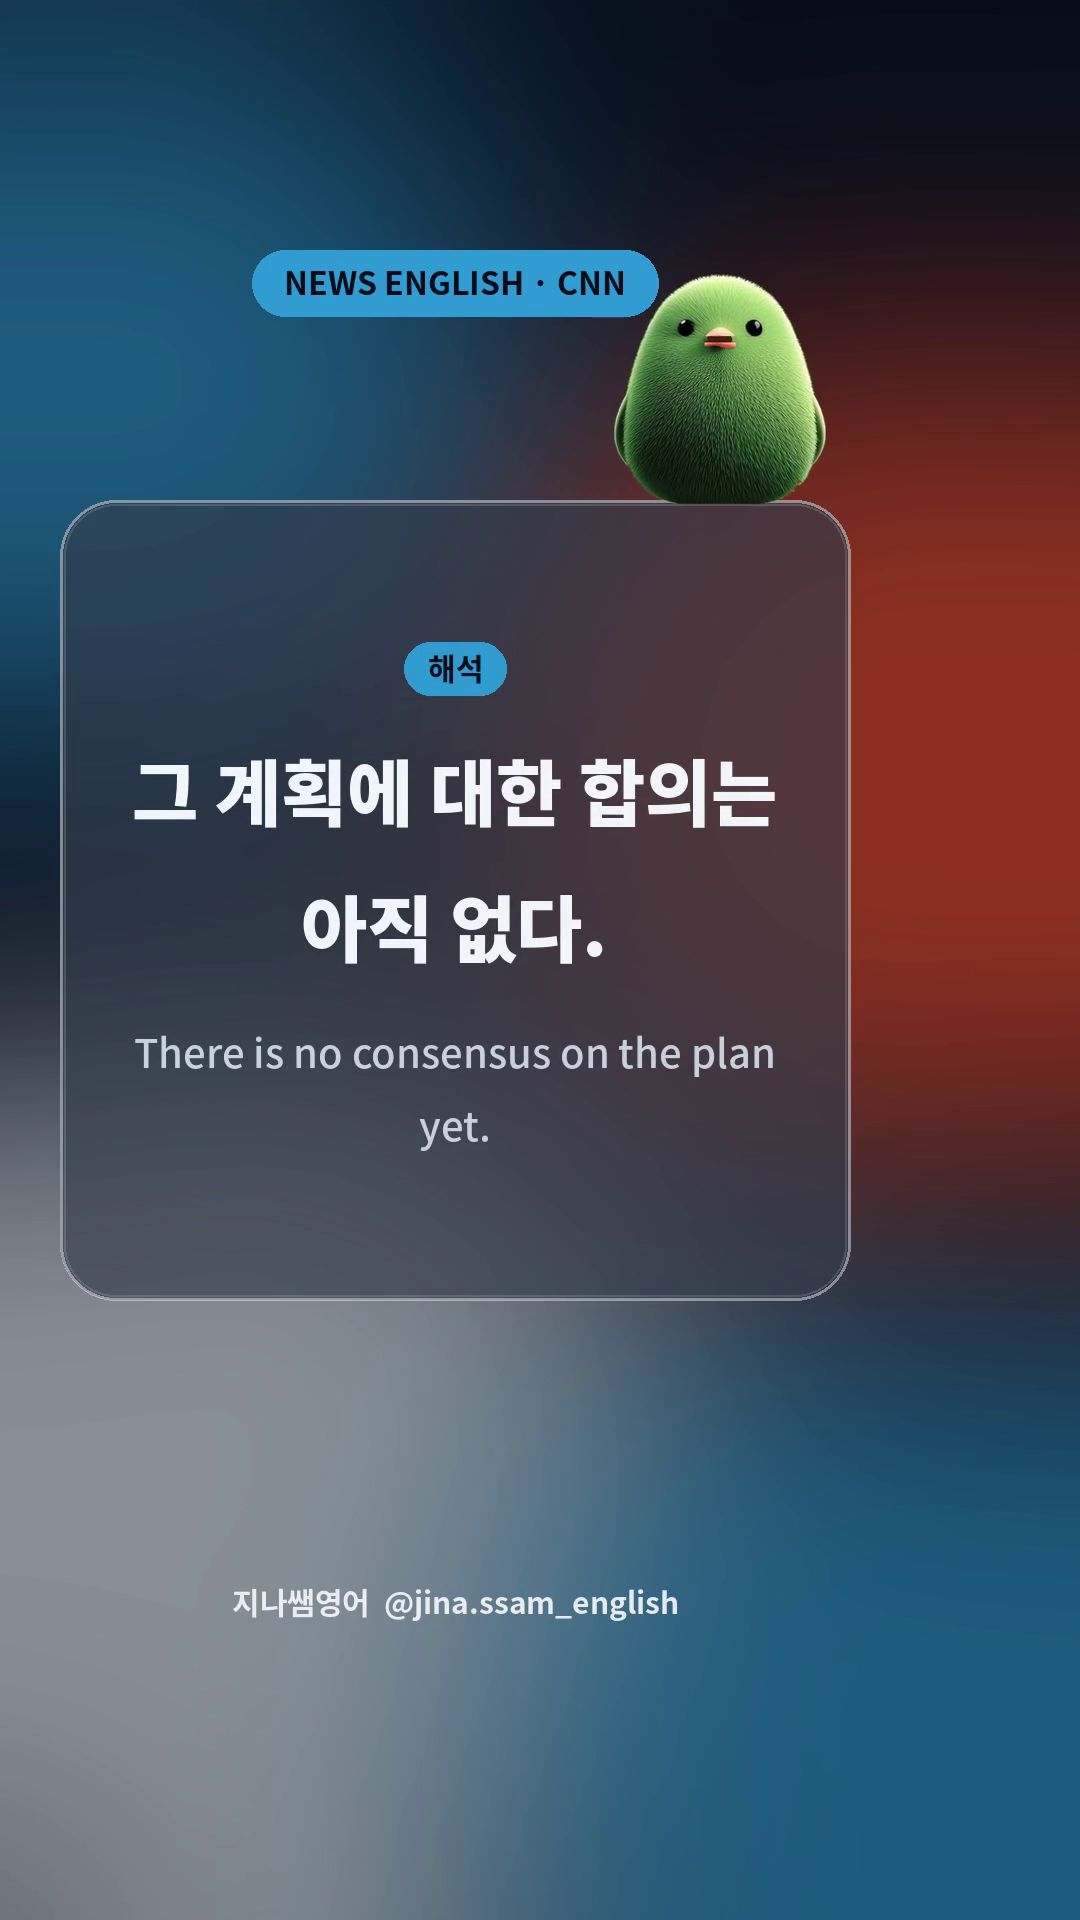 NEWS ENGLISH · CNN
해석
그 계획에 대한 합의는
아직 없다.
There is no consensus on the plan
yet.
지나쌤영어 @jina.ssam_english